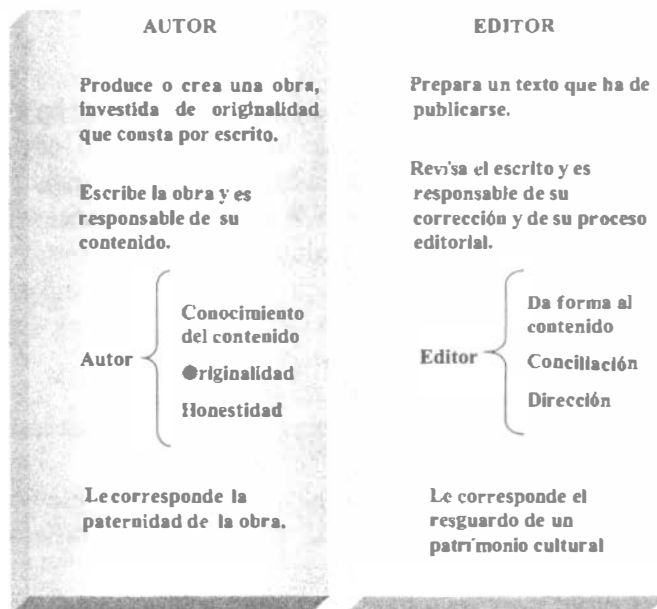 AUTOR
Produce o crea una obra,
investida de originalidad
que consta por escrito.
Escribe la obra y es
responsable de su
contenido.
Autor
Conocimiento
del contenido
Originalidad
Honestidad
Le corresponde la
paternidad de la obra.
EDITOR
Prepara un texto que ha de
publicarse.
Revisa el escrito y es
responsable de su
corrección y de su proceso
editorial.
Editor
Da forma al
contenido
Conciliación
Dirección
Le corresponde el
resguardo de un
patrimonio cultural